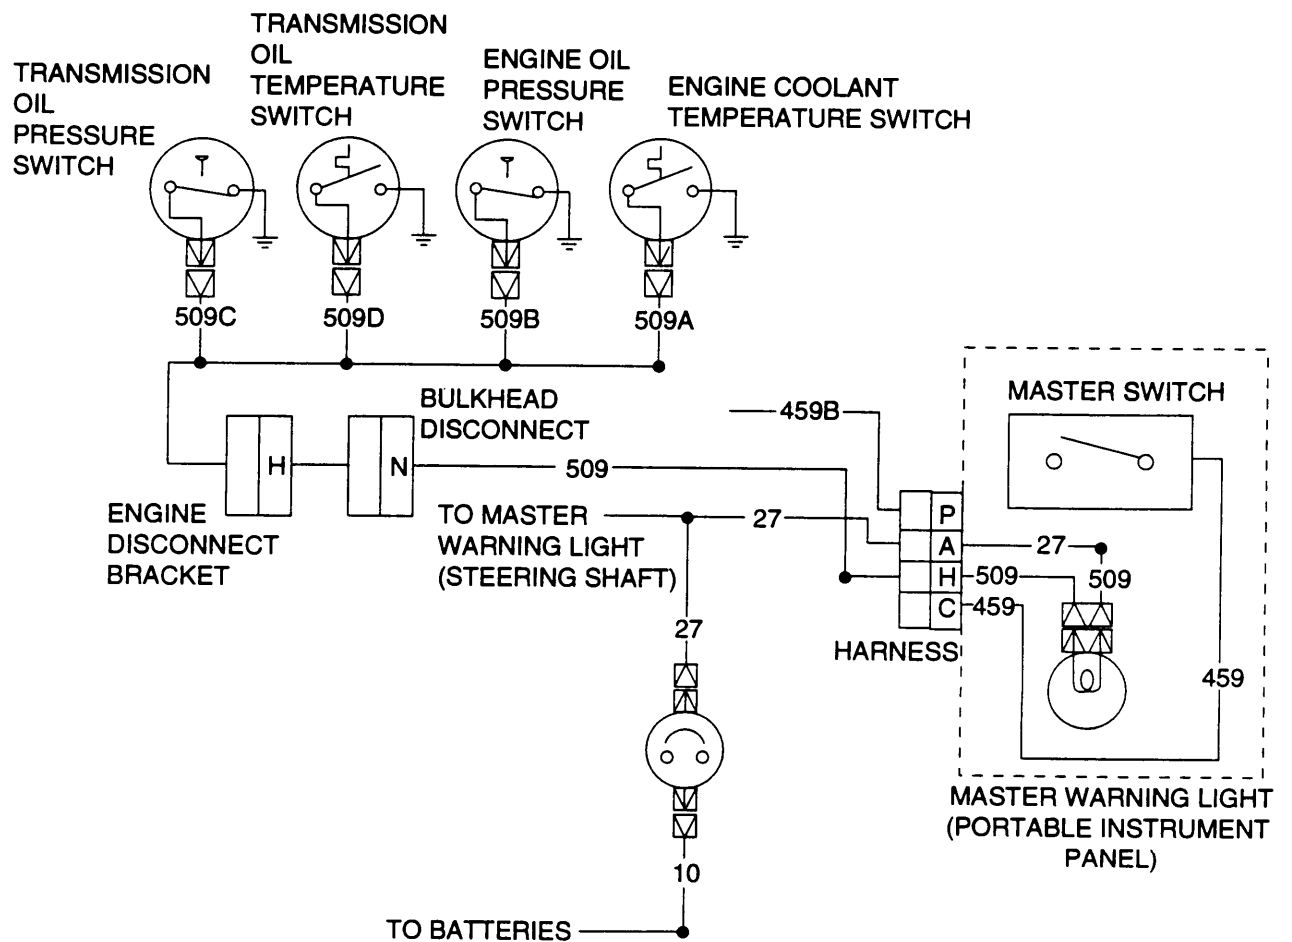 TRANSMISSION
OIL
PRESSURE
SWITCH
TRANSMISSION
OIL
TEMPERATURE
SWITCH
ENGINE OIL
PRESSURE
SWITCH
ENGINE COOLANT
TEMPERATURE SWITCH
509C
509D
509B
509A
BULKHEAD
DISCONNECT
H
N
509
ENGINE
DISCONNECT
BRACKET
TO MASTER
WARNING LIGHT
(STEERING SHAFT)
27
27
10
TO BATTERIES
459B
MASTER SWITCH
P
A
H
C
HARNESS
27
509
509
459
459
MASTER WARNING LIGHT
(PORTABLE INSTRUMENT
PANEL)